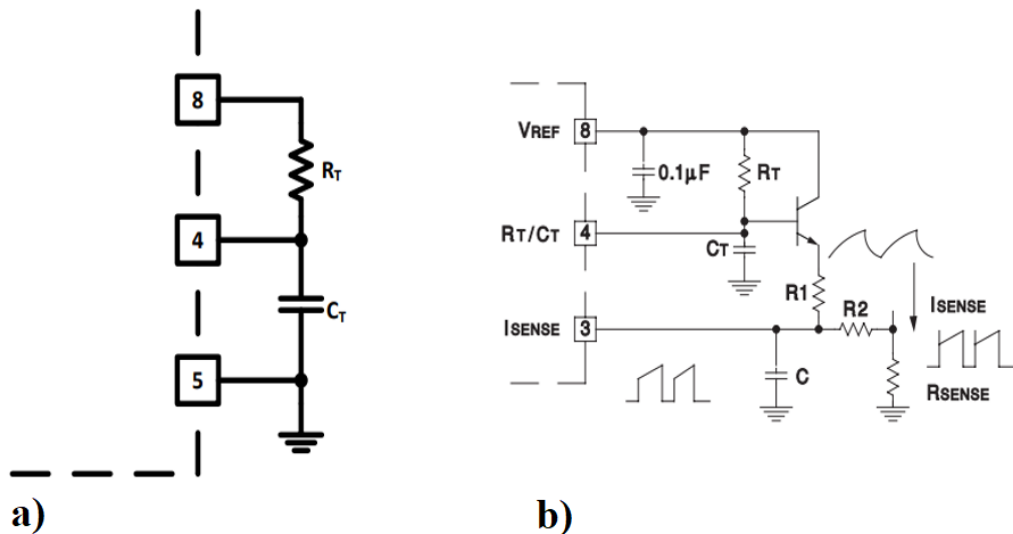 8
RT
4
CT
5
a)
VREF 8
0.1μF
RT
RT/CT 4
CT
R1
R2
ISENSE
ISENSE 3
C
RSENSE
b)